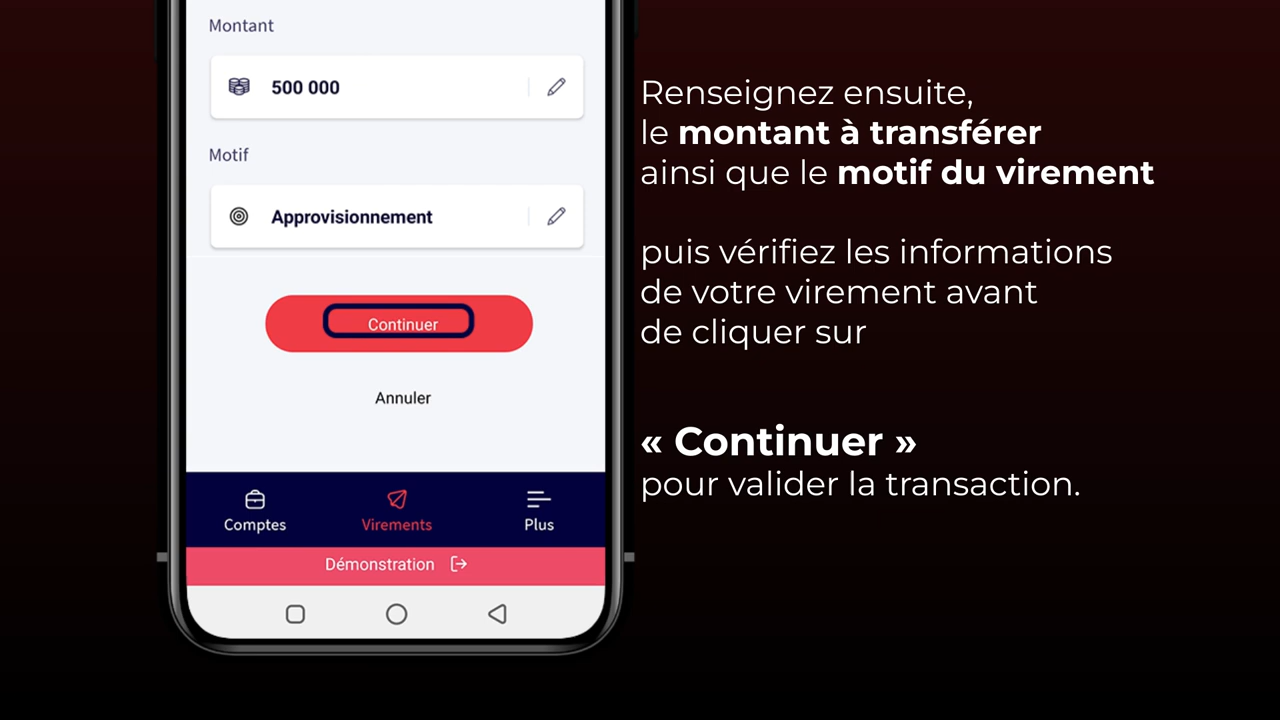 Montant
500 000
Motif
Approvisionnement
Continuer
Annuler
Comptes
Virements
Plus
Démonstration
Renseignez ensuite,
le montant à transférer
ainsi que le motif du virement
puis vérifiez les informations
de votre virement avant
de cliquer sur
« Continuer »
pour valider la transaction.